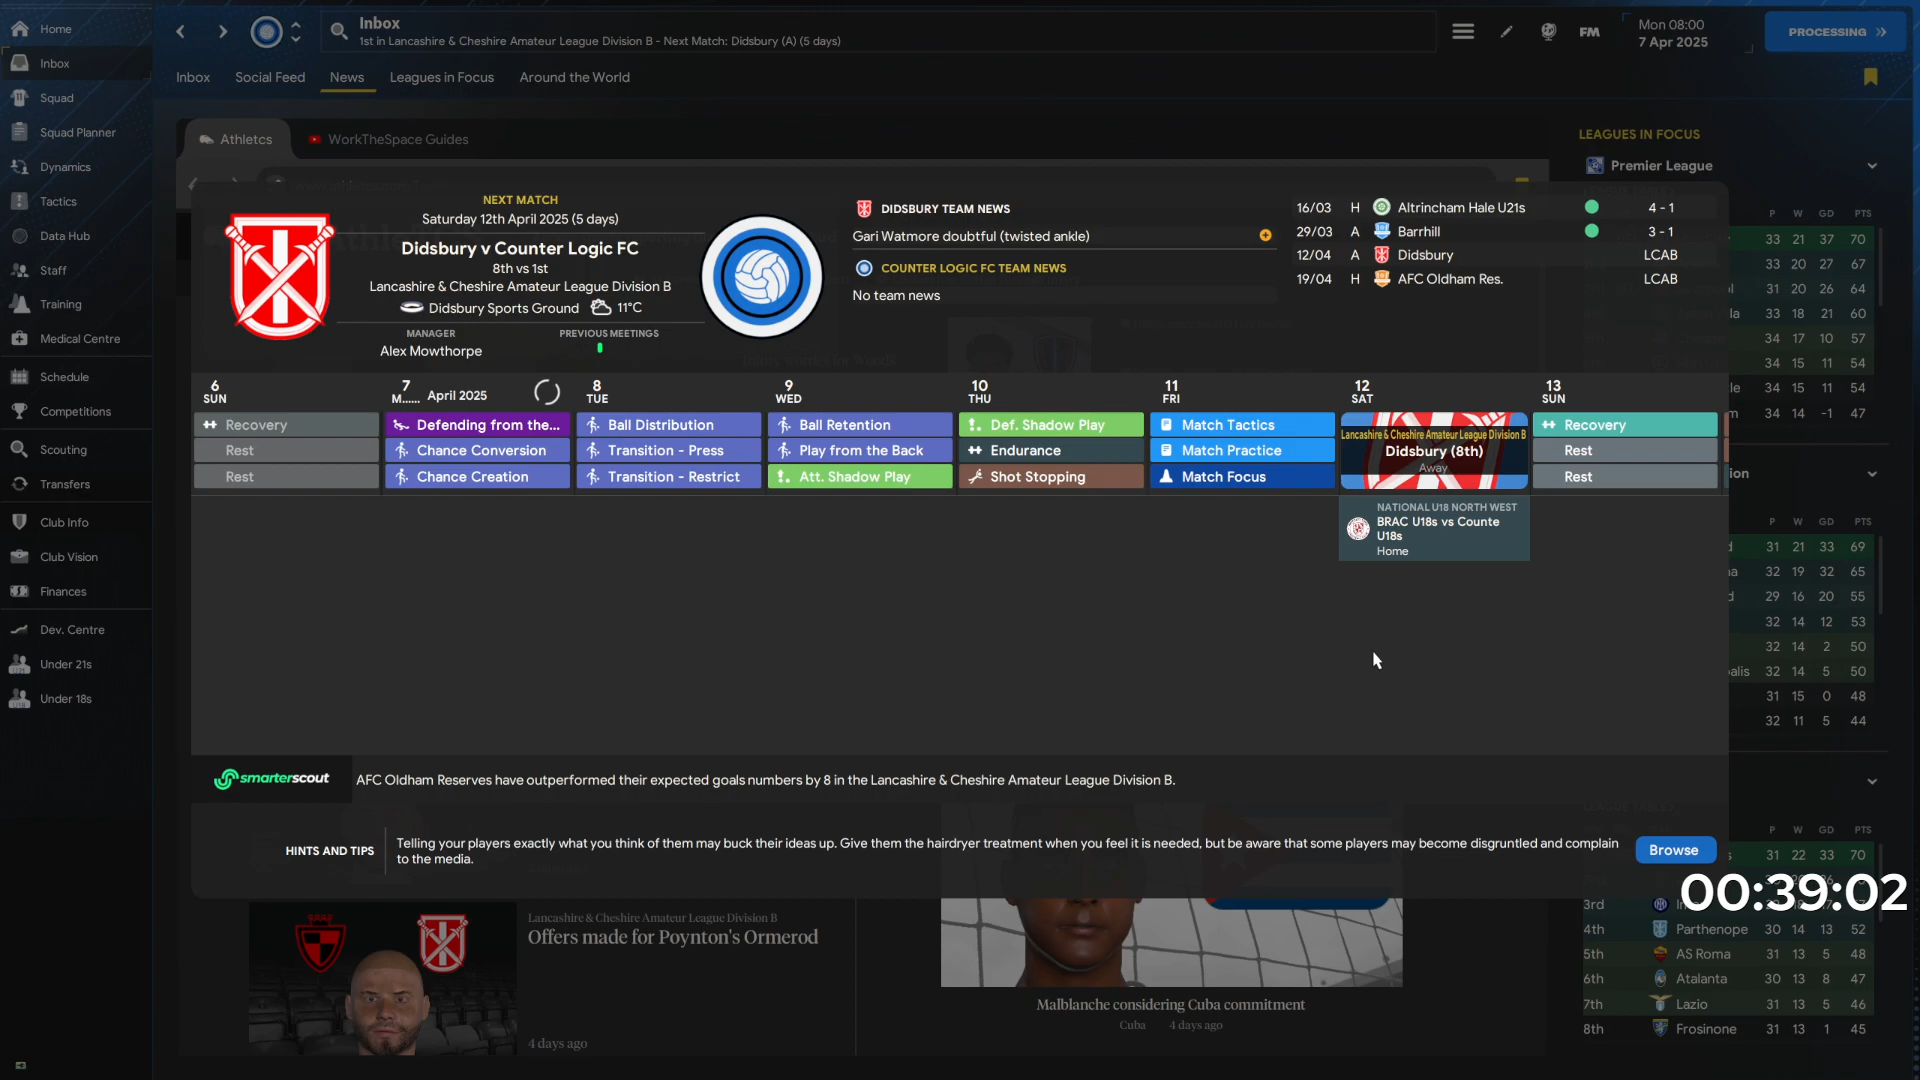 Home
Inbox
Squad
Squad Planner
Dynamics
Tactics
Data Hub
Staff
Training
Medical Centre
Schedule
Competitions
Scouting
Transfers
Club Info
Club Vision
Finances
Dev. Centre
Under 21s
Under 18s
Inbox
1st in Lancashire & Cheshire Amateur League Division B - Next Match: Didsbury (A) (5 days)
FM
Mon 08:00
7 Apr 2025
PROCESSING
Inbox Social Feed News Leagues in Focus Around the World
Athletcs WorkTheSpace Guides
NEXT MATCH
Saturday 12th April 2025 (5 days)
Didsbury v Counter Logic FC
8th vs 1st
Lancashire & Cheshire Amateur League Division B
Didsbury Sports Ground 11°C
MANAGER
Alex Mowthorpe
PREVIOUS MEETINGS
DIDSBURY TEAM NEWS
Gari Watmore doubtful (twisted ankle)
COUNTER LOGIC FC TEAM NEWS
No team news
16/03 H Altrincham Hale U21s 4 - 1
29/03 A Barrhill 3 - 1
12/04 A Didsbury LCAB
19/04 H AFC Oldham Res. LCAB
6 SUN
7 M...... April 2025
8 TUE
9 WED
10 THU
11 FRI
12 SAT
13 SUN
Recovery
Rest
Rest
Defending from the...
Chance Conversion
Chance Creation
Ball Distribution
Transition - Press
Transition - Restrict
Ball Retention
Play from the Back
Att. Shadow Play
Def. Shadow Play
Endurance
Shot Stopping
Match Tactics
Match Practice
Match Focus
Lancashire & Cheshire Amateur League Division B
Didsbury (8th)
Away
NATIONAL U18 NORTH WEST
BRAC U18s vs Counte
U18s
Home
Recovery
Rest
Rest
smarterscout AFC Oldham Reserves have outperformed their expected goals numbers by 8 in the Lancashire & Cheshire Amateur League Division B.
HINTS AND TIPS
Telling your players exactly what you think of them may buck their ideas up. Give them the hairdryer treatment when you feel it is needed, but be aware that some players may become disgruntled and complain
to the media.
Browse
Lancashire & Cheshire Amateur League Division B
Offers made for Poynton's Ormerod
4 days ago
Malblanche considering Cuba commitment
Cuba 4 days ago
LEAGUES IN FOCUS
Premier League
P W GD PTS
33 21 37 70
33 20 27 67
31 20 26 64
33 18 21 60
34 17 10 57
34 15 11 54
34 15 11 54
34 14 -1 47
P W GD PTS
31 21 33 69
32 19 32 65
29 16 20 55
32 14 12 53
32 14 2 50
32 14 5 50
31 15 0 48
32 11 5 44
P W GD PTS
31 22 33 70
00:39:02
3rd
4th Parthenope 30 14 13 52
5th AS Roma 31 13 5 48
6th Atalanta 30 13 8 47
7th Lazio 31 13 5 46
8th Frosinone 31 13 1 45